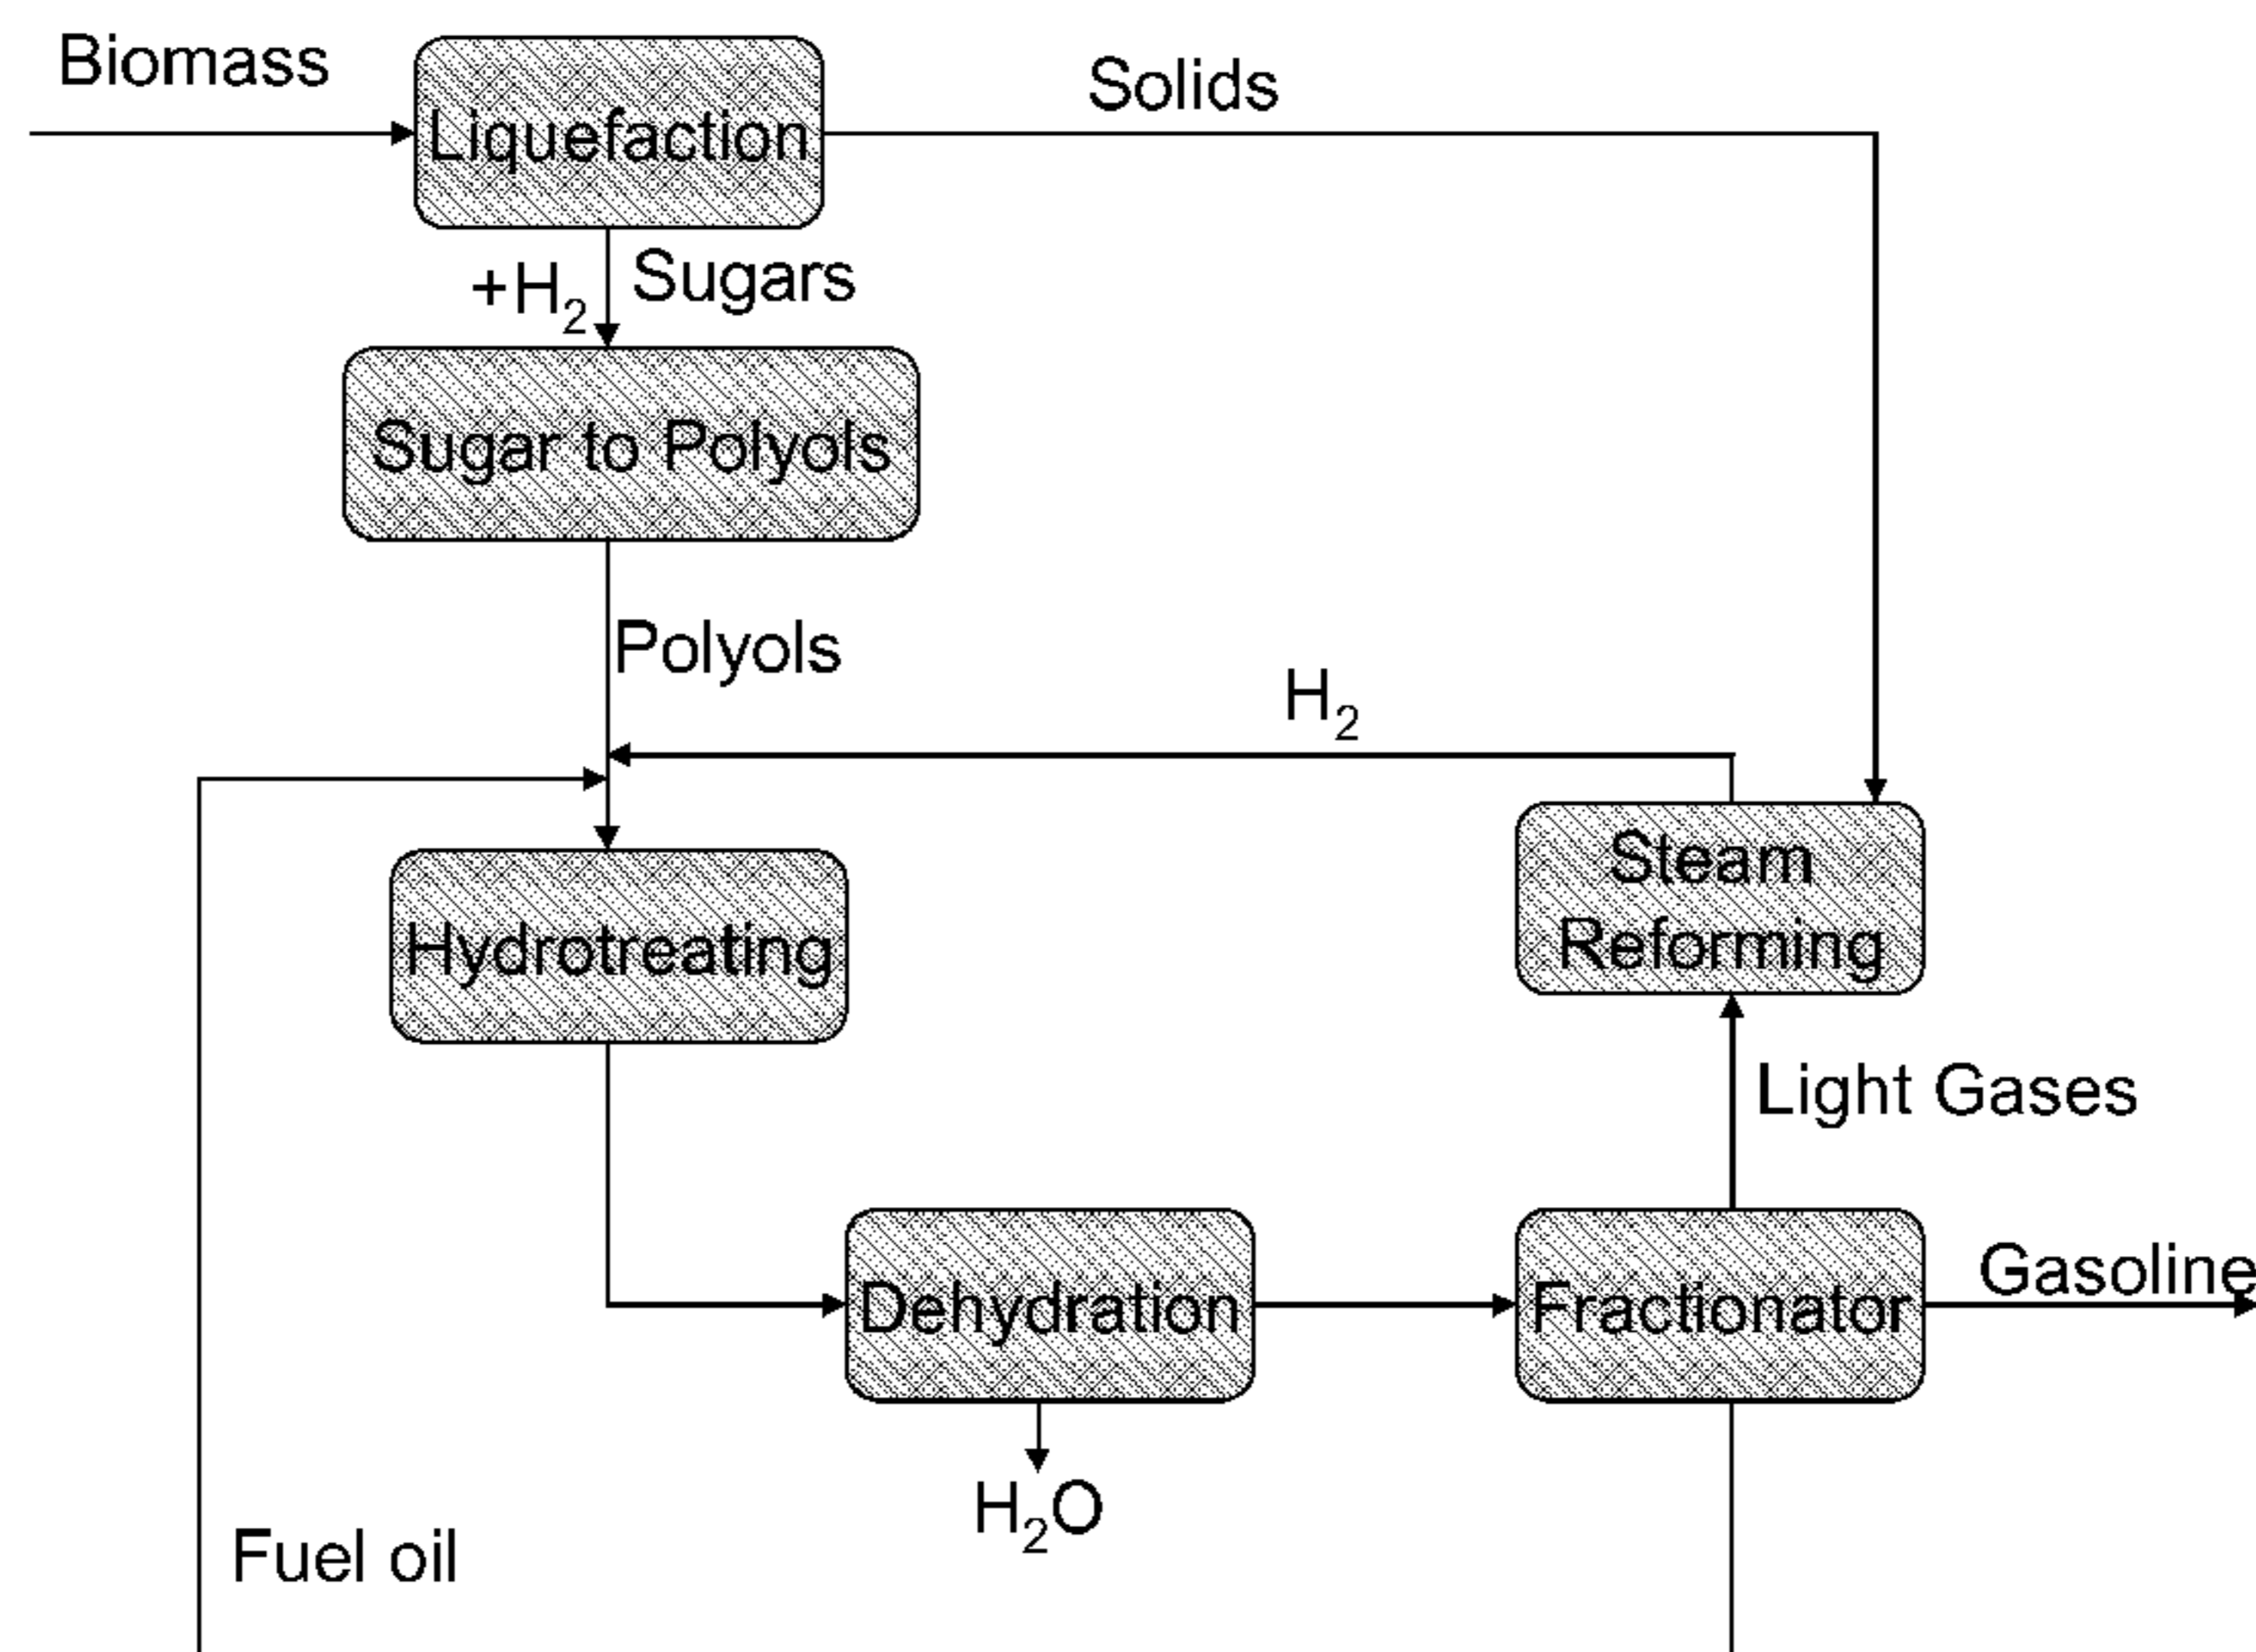 Biomass
Liquefaction
Solids
+H₂
Sugars
Sugar to Polyols
Polyols
H₂
Steam
Reforming
Hydrotreating
Light Gases
Dehydration
Fractionator
Gasoline
H₂O
Fuel oil